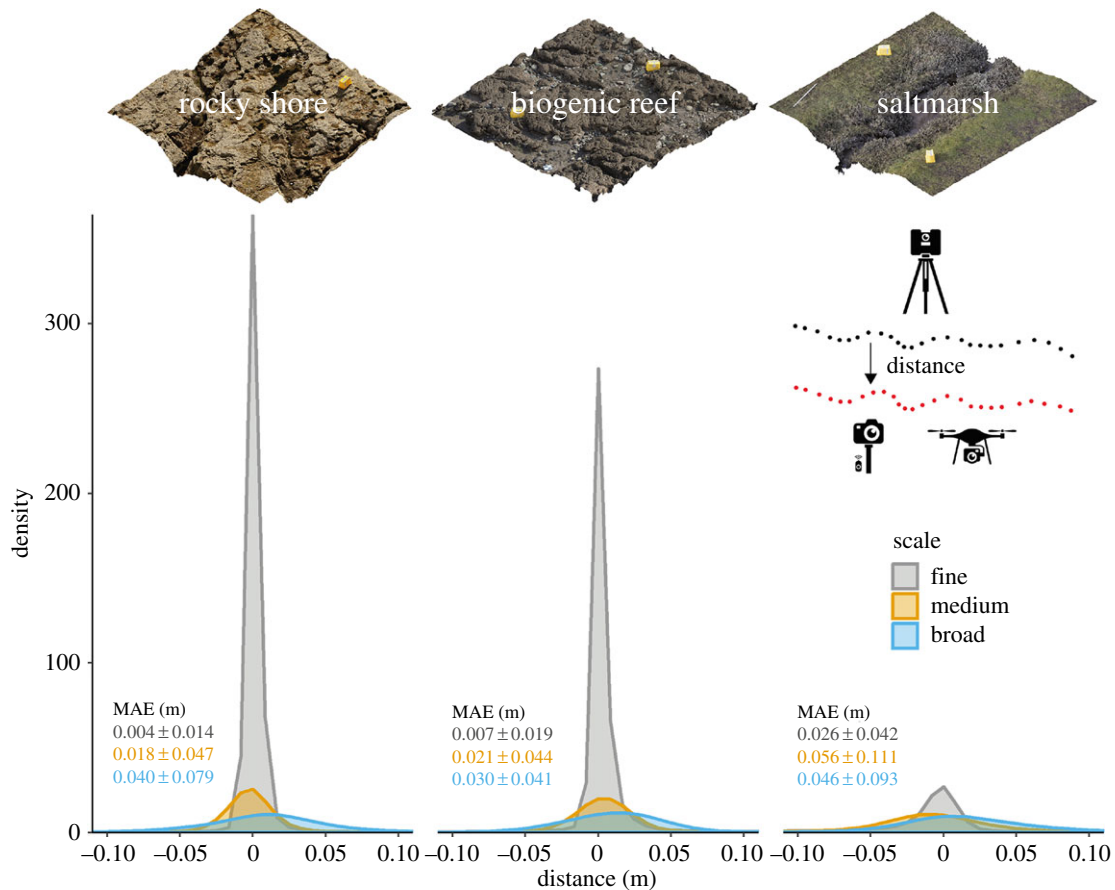 rocky shore
biogenic reef
saltmarsh
density
300
200
100
0
distance
scale
fine
medium
broad
MAE (m)
0.004±0.014
0.018±0.047
0.040±0.079
MAE (m)
0.007±0.019
0.021±0.044
0.030±0.041
MAE (m)
0.026±0.042
0.056±0.111
0.046±0.093
−0.10 −0.05 0 0.05 0.10
−0.10 −0.05 0 0.05 0.10
−0.10 −0.05 0 0.05 0.10
distance (m)